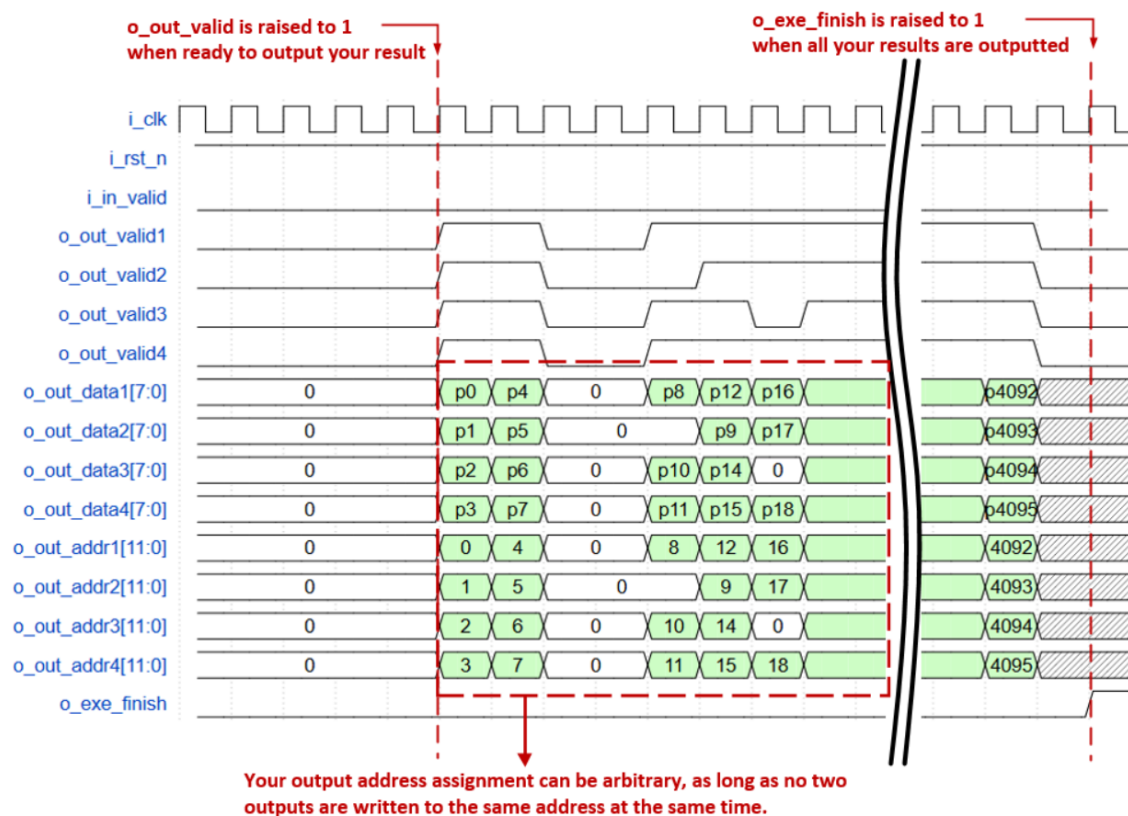 o_out_valid is raised to 1
when ready to output your result
o_exe_finish is raised to 1
when all your results are outputted
i_clk
i_rst_n
i_in_valid
o_out_valid1
o_out_valid2
o_out_valid3
o_out_valid4
o_out_data1[7:0] 0 p0 p4 0 p8 p12 p16 p4092
o_out_data2[7:0] 0 p1 p5 0 p9 p17 p4093
o_out_data3[7:0] 0 p2 p6 0 p10 p14 0 p4094
o_out_data4[7:0] 0 p3 p7 0 p11 p15 p18 p4095
o_out_addr1[11:0] 0 0 4 0 8 12 16 4092
o_out_addr2[11:0] 0 1 5 0 9 17 4093
o_out_addr3[11:0] 0 2 6 0 10 14 0 4094
o_out_addr4[11:0] 0 3 7 0 11 15 18 4095
o_exe_finish
Your output address assignment can be arbitrary, as long as no two
outputs are written to the same address at the same time.